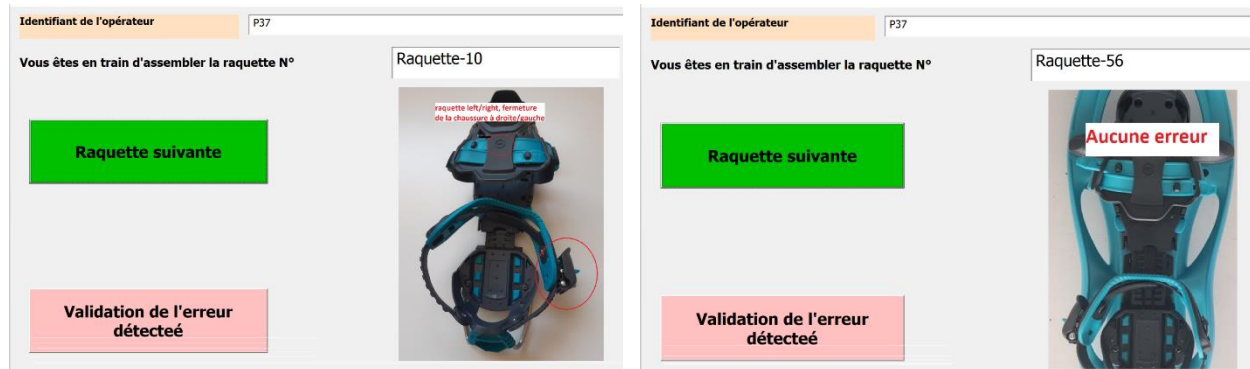 Identifiant de l'opérateur
P37
Vous êtes en train d'assembler la raquette N°
Raquette-10
raquette left/right, fermeture
de la chaussure à droite/gauche
Raquette suivante
Validation de l'erreur
détecteé
Identifiant de l'opérateur
P37
Vous êtes en train d'assembler la raquette N°
Raquette-56
Aucune erreur
Raquette suivante
Validation de l'erreur
détecteé